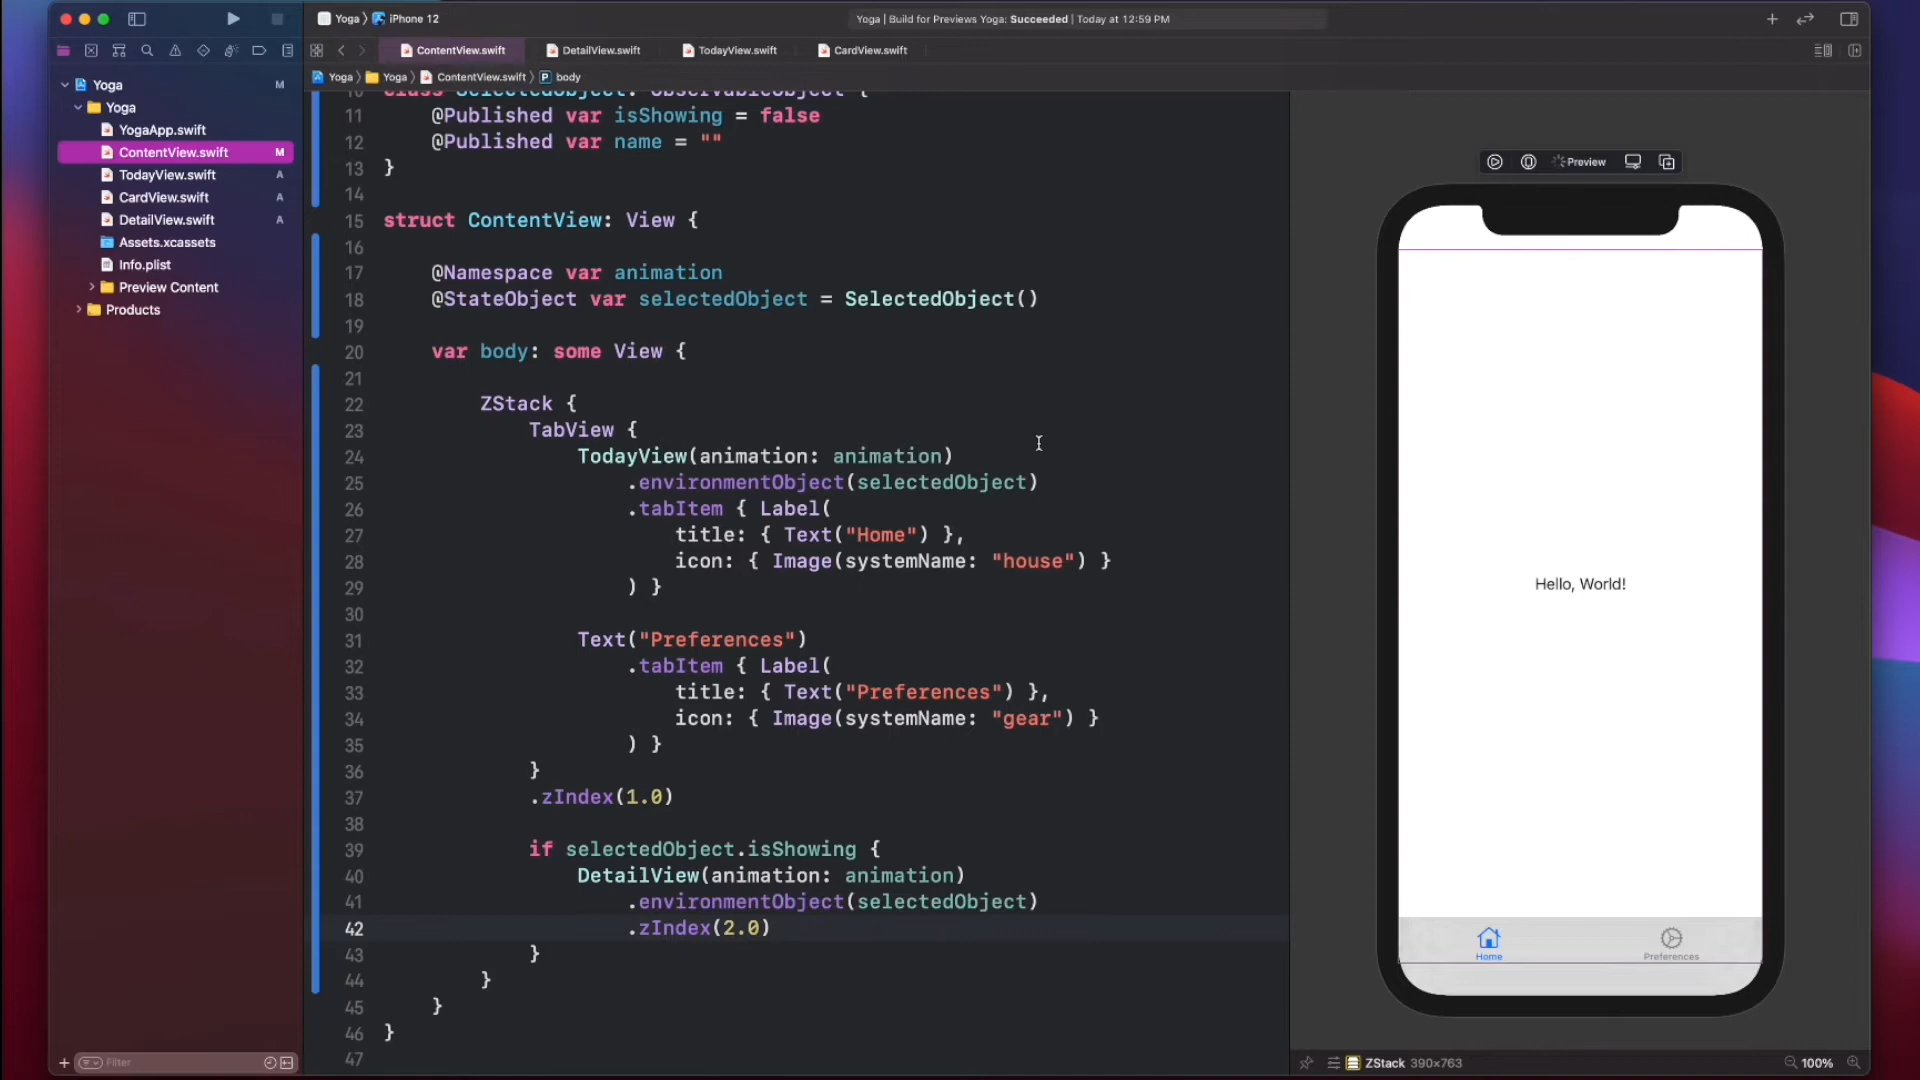 Yoga › iPhone 12
Yoga | Build for Previews Yoga: Succeeded | Today at 12:59 PM
ContentView.swift
DetailView.swift
TodayView.swift
CardView.swift
Yoga › Yoga › ContentView.swift › P body
Yoga M
Yoga
YogaApp.swift
ContentView.swift M
TodayView.swift A
CardView.swift A
DetailView.swift A
Assets.xcassets
Info.plist
Preview Content
Products
Filter
10 class SelectedObject: ObservableObject {
11 @Published var isShowing = false
12 @Published var name = ""
13 }
14
15 struct ContentView: View {
16
17 @Namespace var animation
18 @StateObject var selectedObject = SelectedObject()
19
20 var body: some View {
21
22 ZStack {
23 TabView {
24 TodayView(animation: animation)
25 .environmentObject(selectedObject)
26 .tabItem { Label(
27 title: { Text("Home") },
28 icon: { Image(systemName: "house") }
29 ) }
30
31 Text("Preferences")
32 .tabItem { Label(
33 title: { Text("Preferences") },
34 icon: { Image(systemName: "gear") }
35 ) }
36 }
37 .zIndex(1.0)
38
39 if selectedObject.isShowing {
40 DetailView(animation: animation)
41 .environmentObject(selectedObject)
42 .zIndex(2.0)
43 }
44 }
45 }
46 }
47
Preview
Hello, World!
Home
Preferences
ZStack 390×763
100%